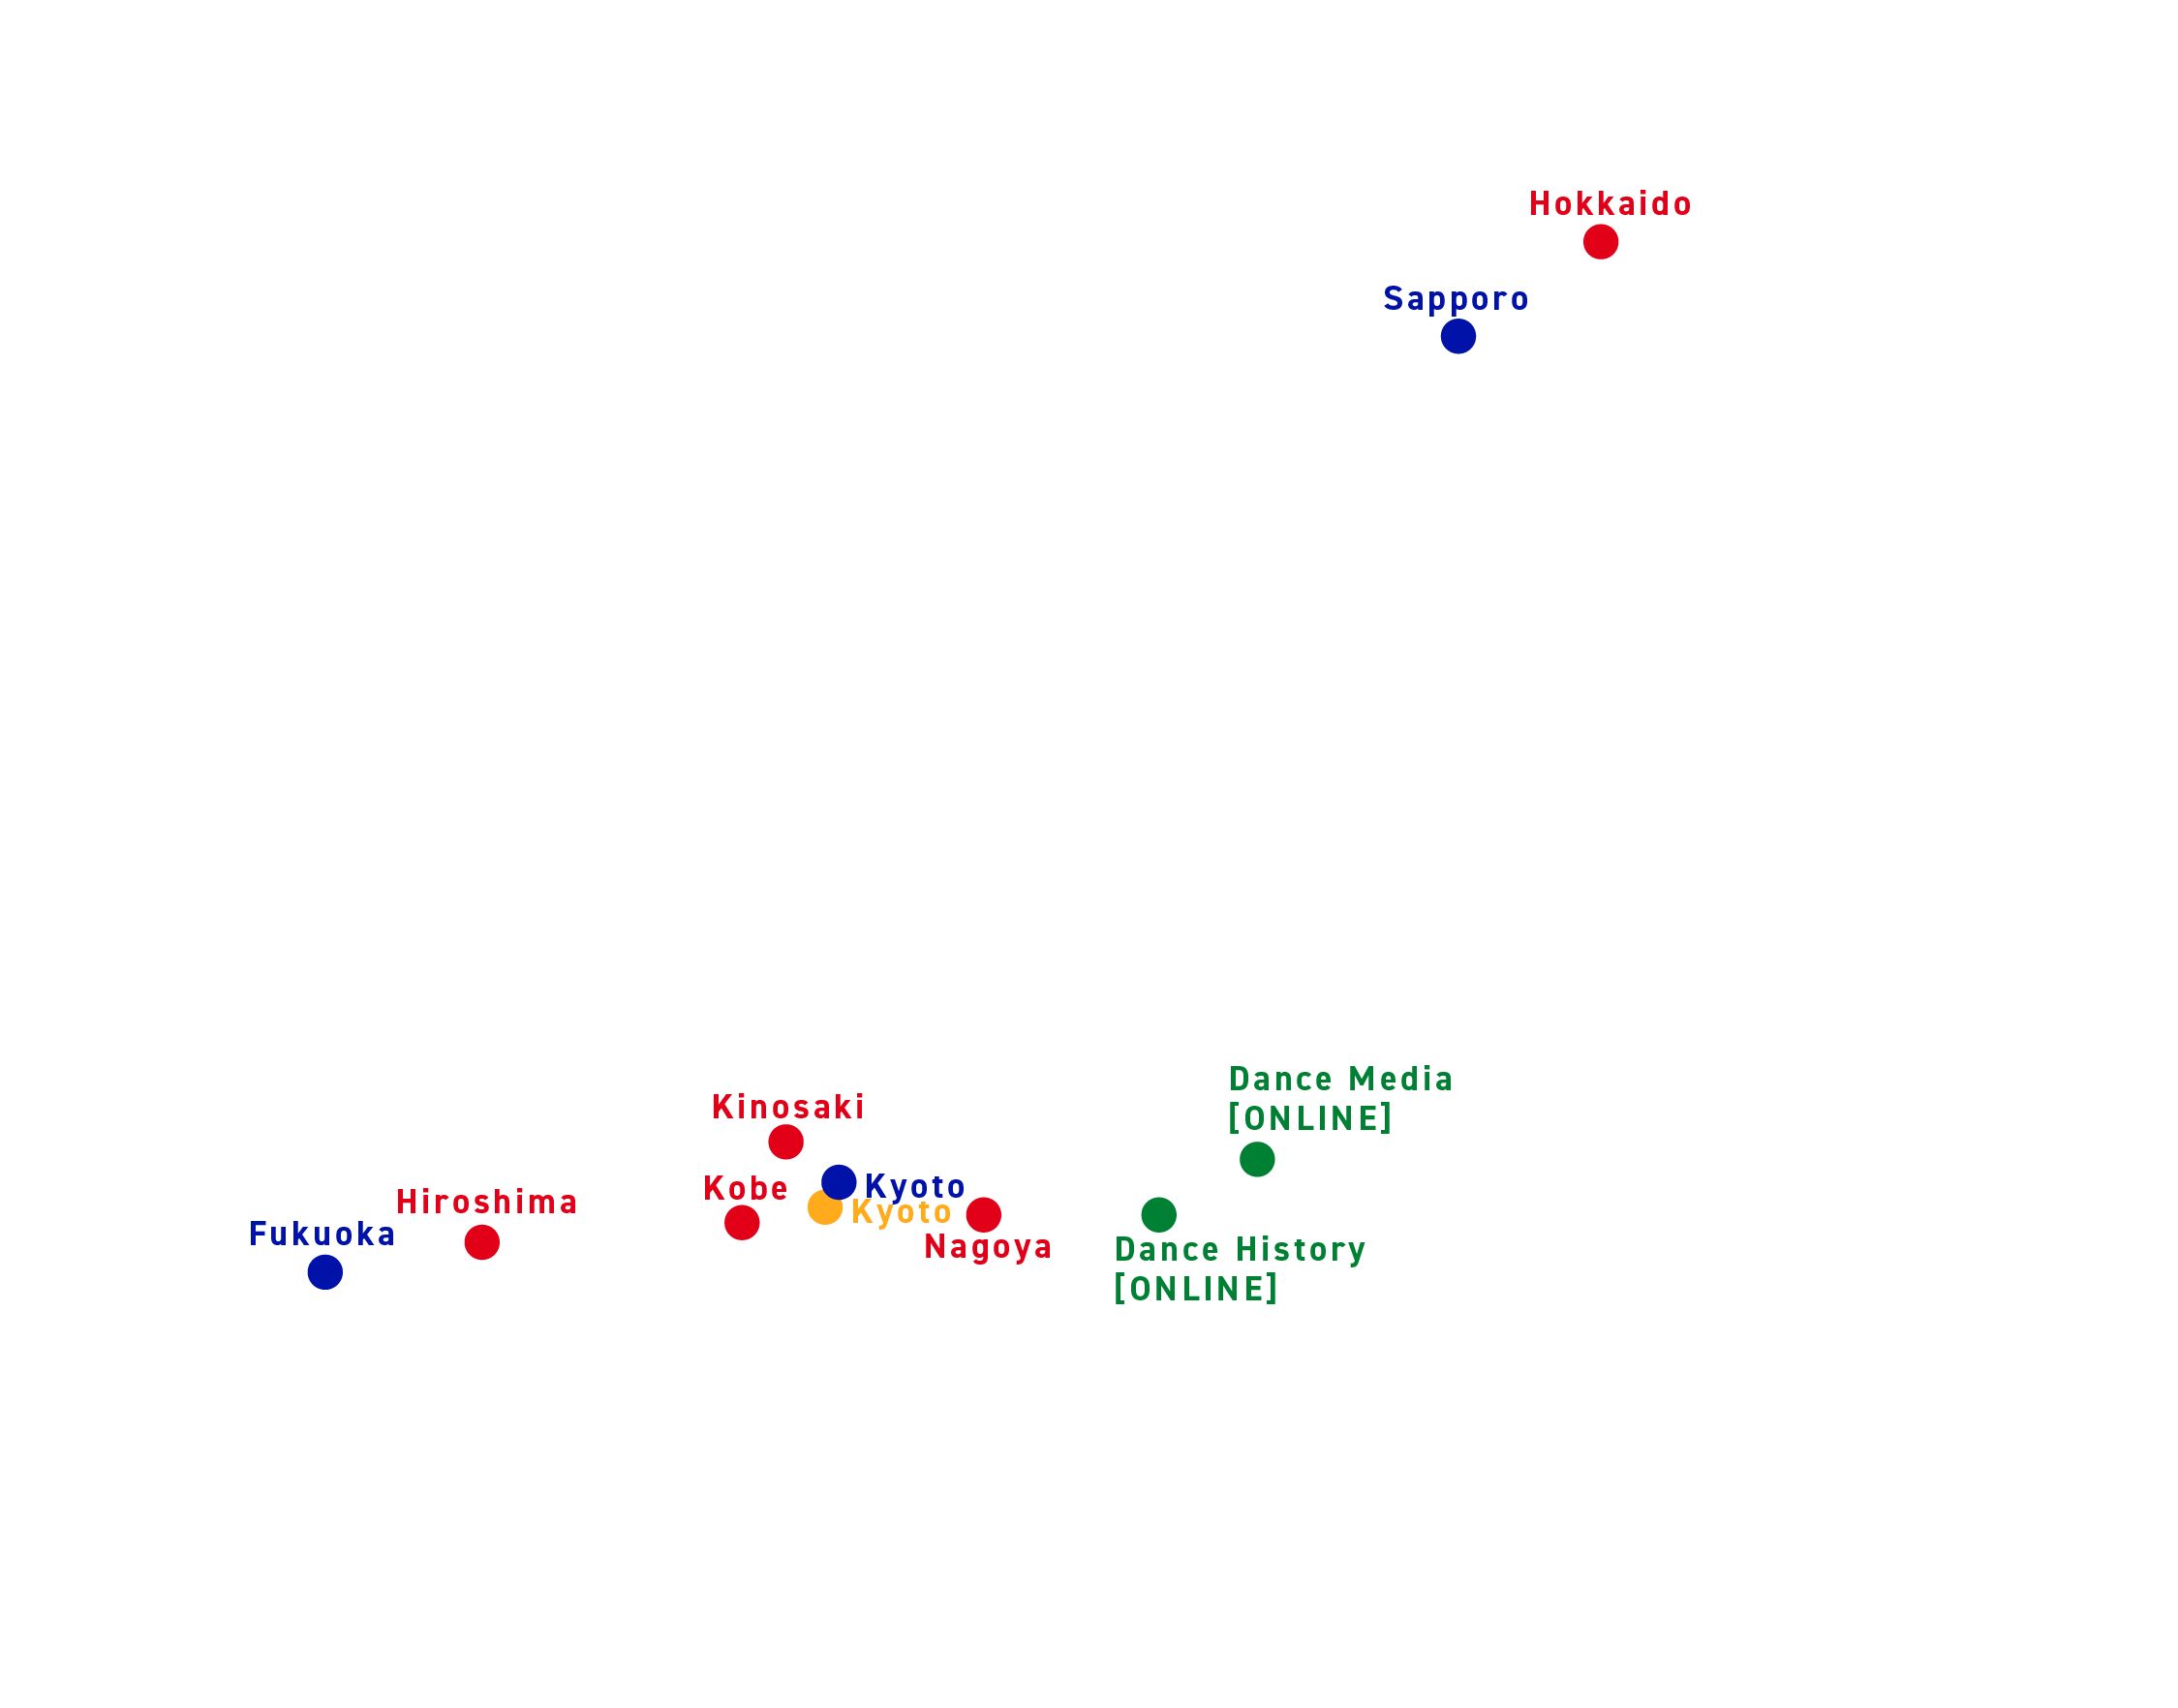 Hokkaido
Sapporo
Dance Media
[ONLINE]
Kinosaki
Kobe
Kyoto
Hiroshima
Kyoto
Fukuoka
Nagoya
Dance History
[ONLINE]